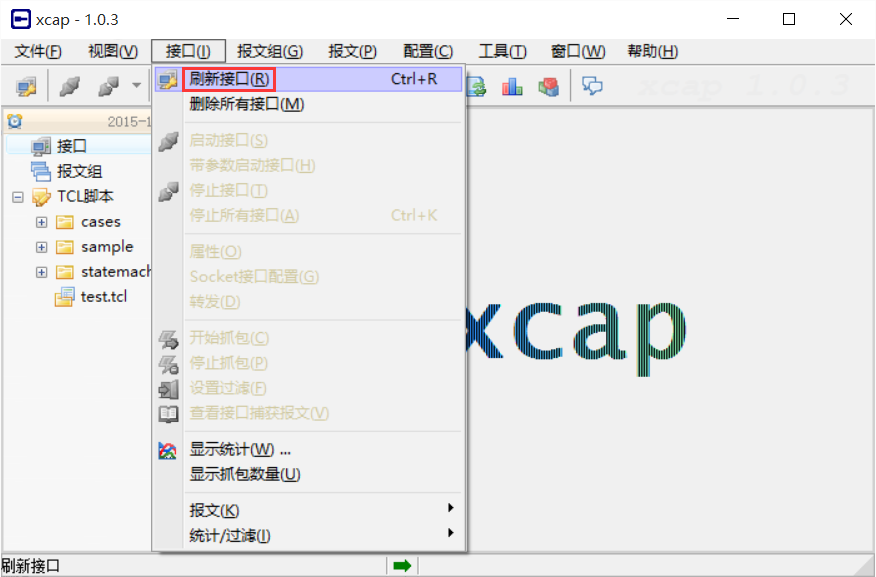 xcap - 1.0.3
文件(F) 视图(V) 接口(I) 报文组(G) 报文(P) 配置(C) 工具(T) 窗口(W) 帮助(H)
xcap 1.0.3
2015-1
接口
报文组
TCL脚本
cases
sample
statemach
test.tcl
刷新接口(R) Ctrl+R
删除所有接口(M)
启动接口(S)
带参数启动接口(H)
停止接口(T)
停止所有接口(A) Ctrl+K
属性(O)
Socket接口配置(G)
转发(D)
开始抓包(C)
停止抓包(P)
设置过滤(F)
查看接口捕获报文(V)
显示统计(W) ...
显示抓包数量(U)
报文(K)
统计/过滤(I)
xcap
刷新接口